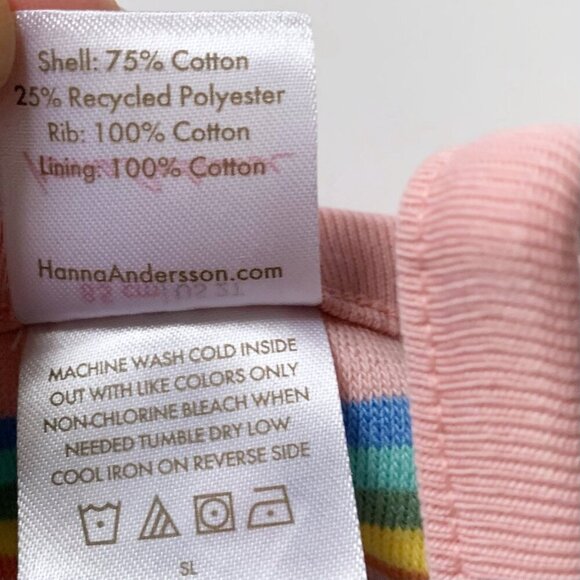 Shell: 75% Cotton
25% Recycled Polyester
Rib: 100% Cotton
Lining: 100% Cotton
HannaAndersson.com
MACHINE WASH COLD INSIDE
OUT WITH LIKE COLORS ONLY
NON-CHLORINE BLEACH WHEN
NEEDED TUMBLE DRY LOW
COOL IRON ON REVERSE SIDE
SL